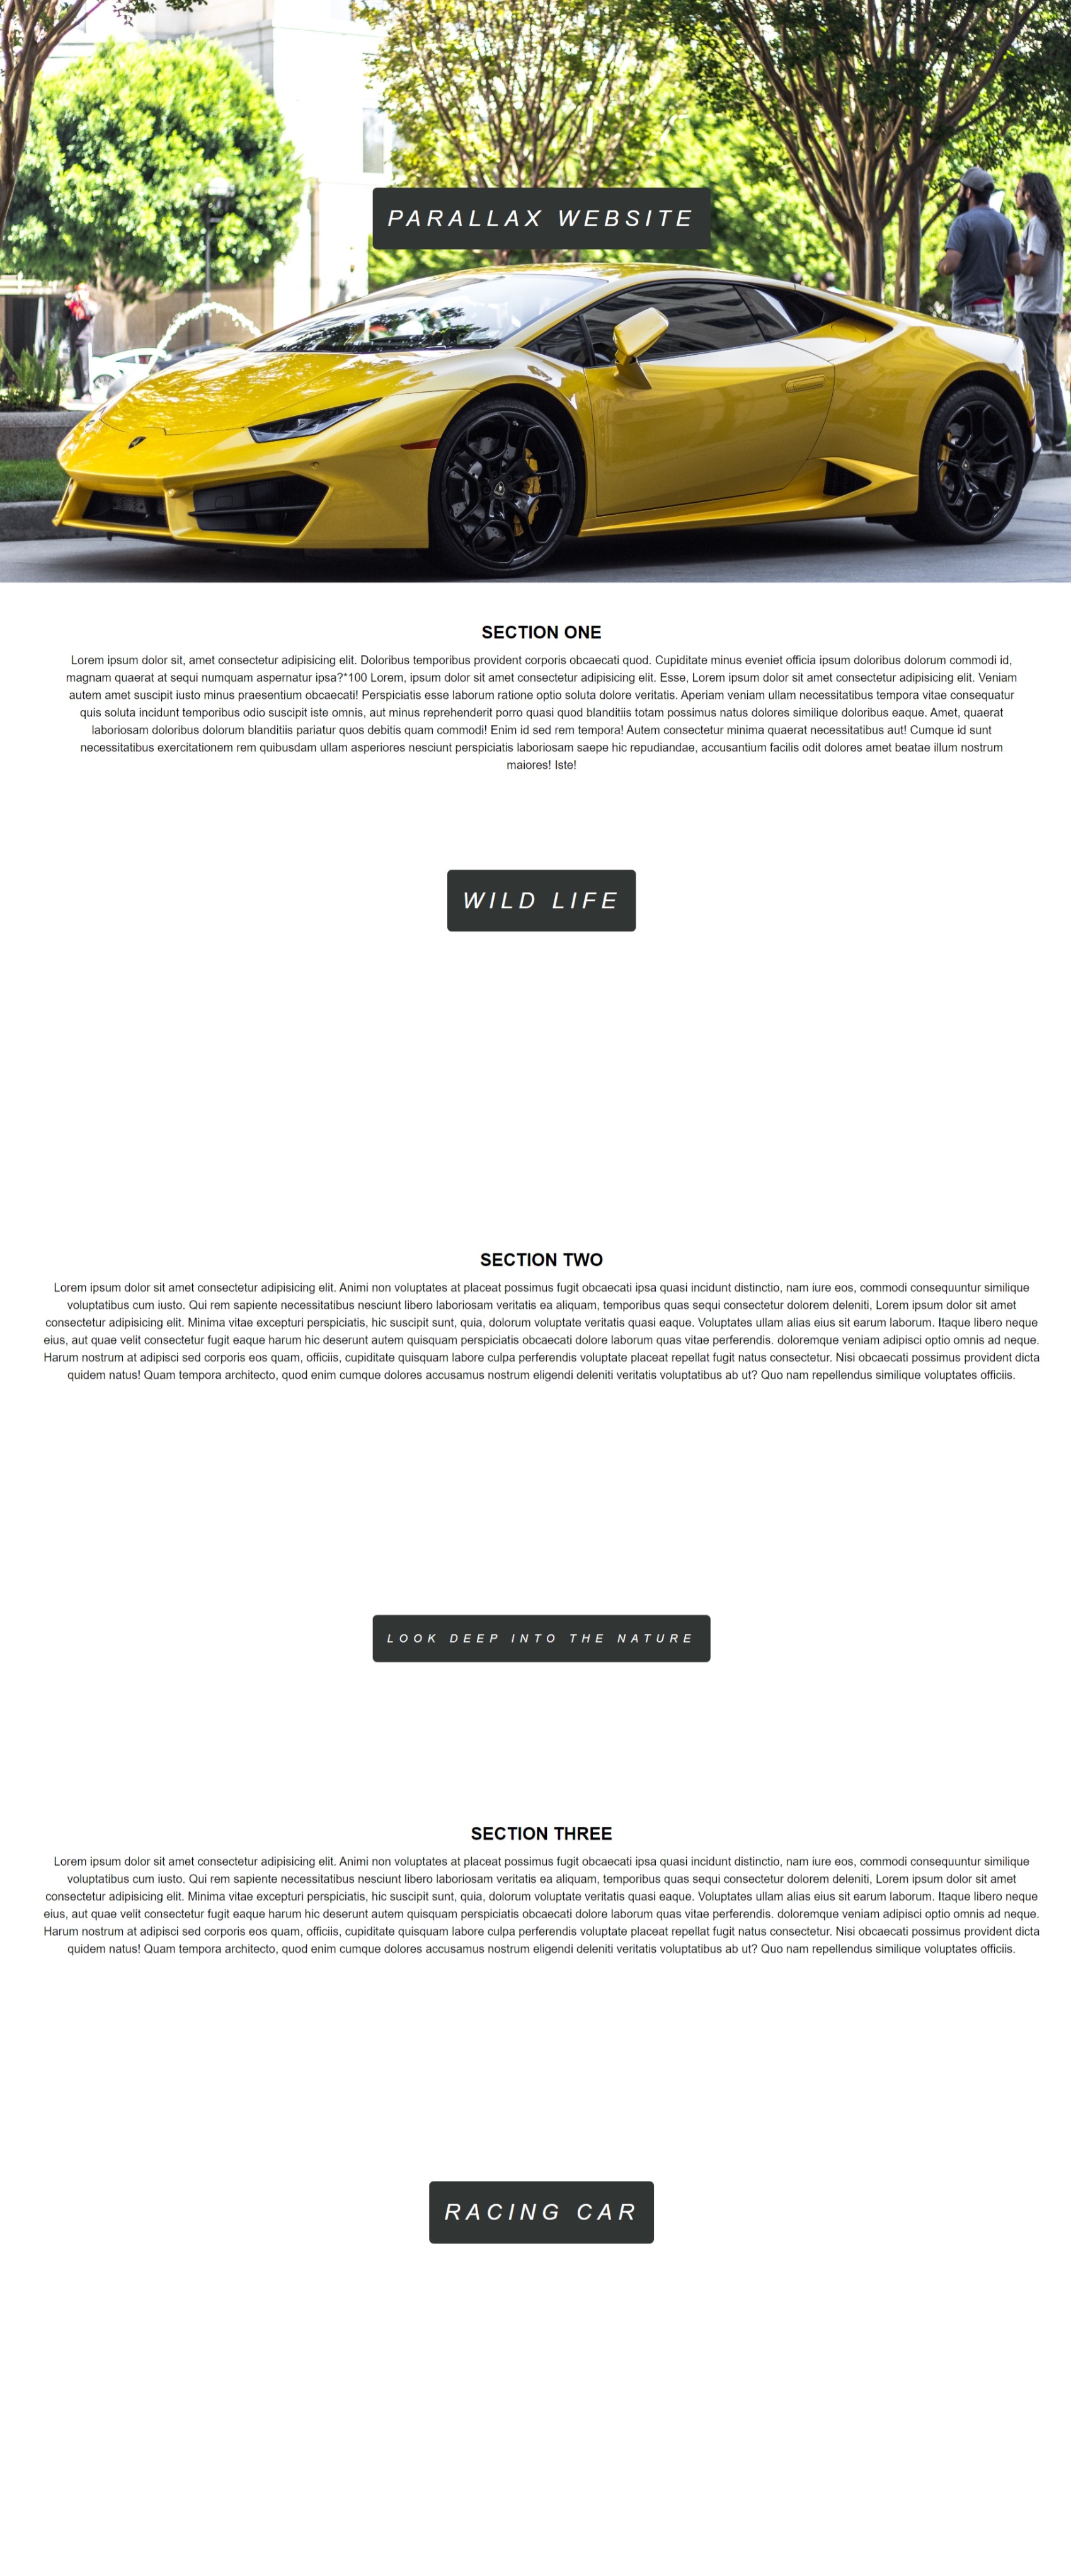 PARALLAX WEBSITE
SECTION ONE
Lorem ipsum dolor sit, amet consectetur adipisicing elit. Doloribus temporibus provident corporis obcaecati quod. Cupiditate minus eveniet officia ipsum doloribus dolorum commodi id,
magnam quaerat at sequi numquam aspernatur ipsa?*100 Lorem, ipsum dolor sit amet consectetur adipisicing elit. Esse, Lorem ipsum dolor sit amet consectetur adipisicing elit. Veniam
autem amet suscipit iusto minus praesentium obcaecati! Perspiciatis esse laborum ratione optio soluta dolore veritatis. Aperiam veniam ullam necessitatibus tempora vitae consequatur
quis soluta incidunt temporibus odio suscipit iste omnis, aut minus reprehenderit porro quasi quod blanditiis totam possimus natus dolores similique doloribus eaque. Amet, quaerat
laboriosam doloribus dolorum blanditiis pariatur quos debitis quam commodi! Enim id sed rem tempora! Autem consectetur minima quaerat necessitatibus aut! Cumque id sunt
necessitatibus exercitationem rem quibusdam ullam asperiores nesciunt perspiciatis laboriosam saepe hic repudiandae, accusantium facilis odit dolores amet beatae illum nostrum
maiores! Iste!
WILD LIFE
SECTION TWO
Lorem ipsum dolor sit amet consectetur adipisicing elit. Animi non voluptates at placeat possimus fugit obcaecati ipsa quasi incidunt distinctio, nam iure eos, commodi consequuntur similique
voluptatibus cum iusto. Qui rem sapiente necessitatibus nesciunt libero laboriosam veritatis ea aliquam, temporibus quas sequi consectetur dolorem deleniti, Lorem ipsum dolor sit amet
consectetur adipisicing elit. Minima vitae excepturi perspiciatis, hic suscipit sunt, quia, dolorum voluptate veritatis quasi eaque. Voluptates ullam alias eius sit earum laborum. Itaque libero neque
eius, aut quae velit consectetur fugit eaque harum hic deserunt autem quisquam perspiciatis obcaecati dolore laborum quas vitae perferendis. doloremque veniam adipisci optio omnis ad neque.
Harum nostrum at adipisci sed corporis eos quam, officiis, cupiditate quisquam labore culpa perferendis voluptate placeat repellat fugit natus consectetur. Nisi obcaecati possimus provident dicta
quidem natus! Quam tempora architecto, quod enim cumque dolores accusamus nostrum eligendi deleniti veritatis voluptatibus ab ut? Quo nam repellendus similique voluptates officiis.
LOOK DEEP INTO THE NATURE
SECTION THREE
Lorem ipsum dolor sit amet consectetur adipisicing elit. Animi non voluptates at placeat possimus fugit obcaecati ipsa quasi incidunt distinctio, nam iure eos, commodi consequuntur similique
voluptatibus cum iusto. Qui rem sapiente necessitatibus nesciunt libero laboriosam veritatis ea aliquam, temporibus quas sequi consectetur dolorem deleniti, Lorem ipsum dolor sit amet
consectetur adipisicing elit. Minima vitae excepturi perspiciatis, hic suscipit sunt, quia, dolorum voluptate veritatis quasi eaque. Voluptates ullam alias eius sit earum laborum. Itaque libero neque
eius, aut quae velit consectetur fugit eaque harum hic deserunt autem quisquam perspiciatis obcaecati dolore laborum quas vitae perferendis. doloremque veniam adipisci optio omnis ad neque.
Harum nostrum at adipisci sed corporis eos quam, officiis, cupiditate quisquam labore culpa perferendis voluptate placeat repellat fugit natus consectetur. Nisi obcaecati possimus provident dicta
quidem natus! Quam tempora architecto, quod enim cumque dolores accusamus nostrum eligendi deleniti veritatis voluptatibus ab ut? Quo nam repellendus similique voluptates officiis.
RACING CAR